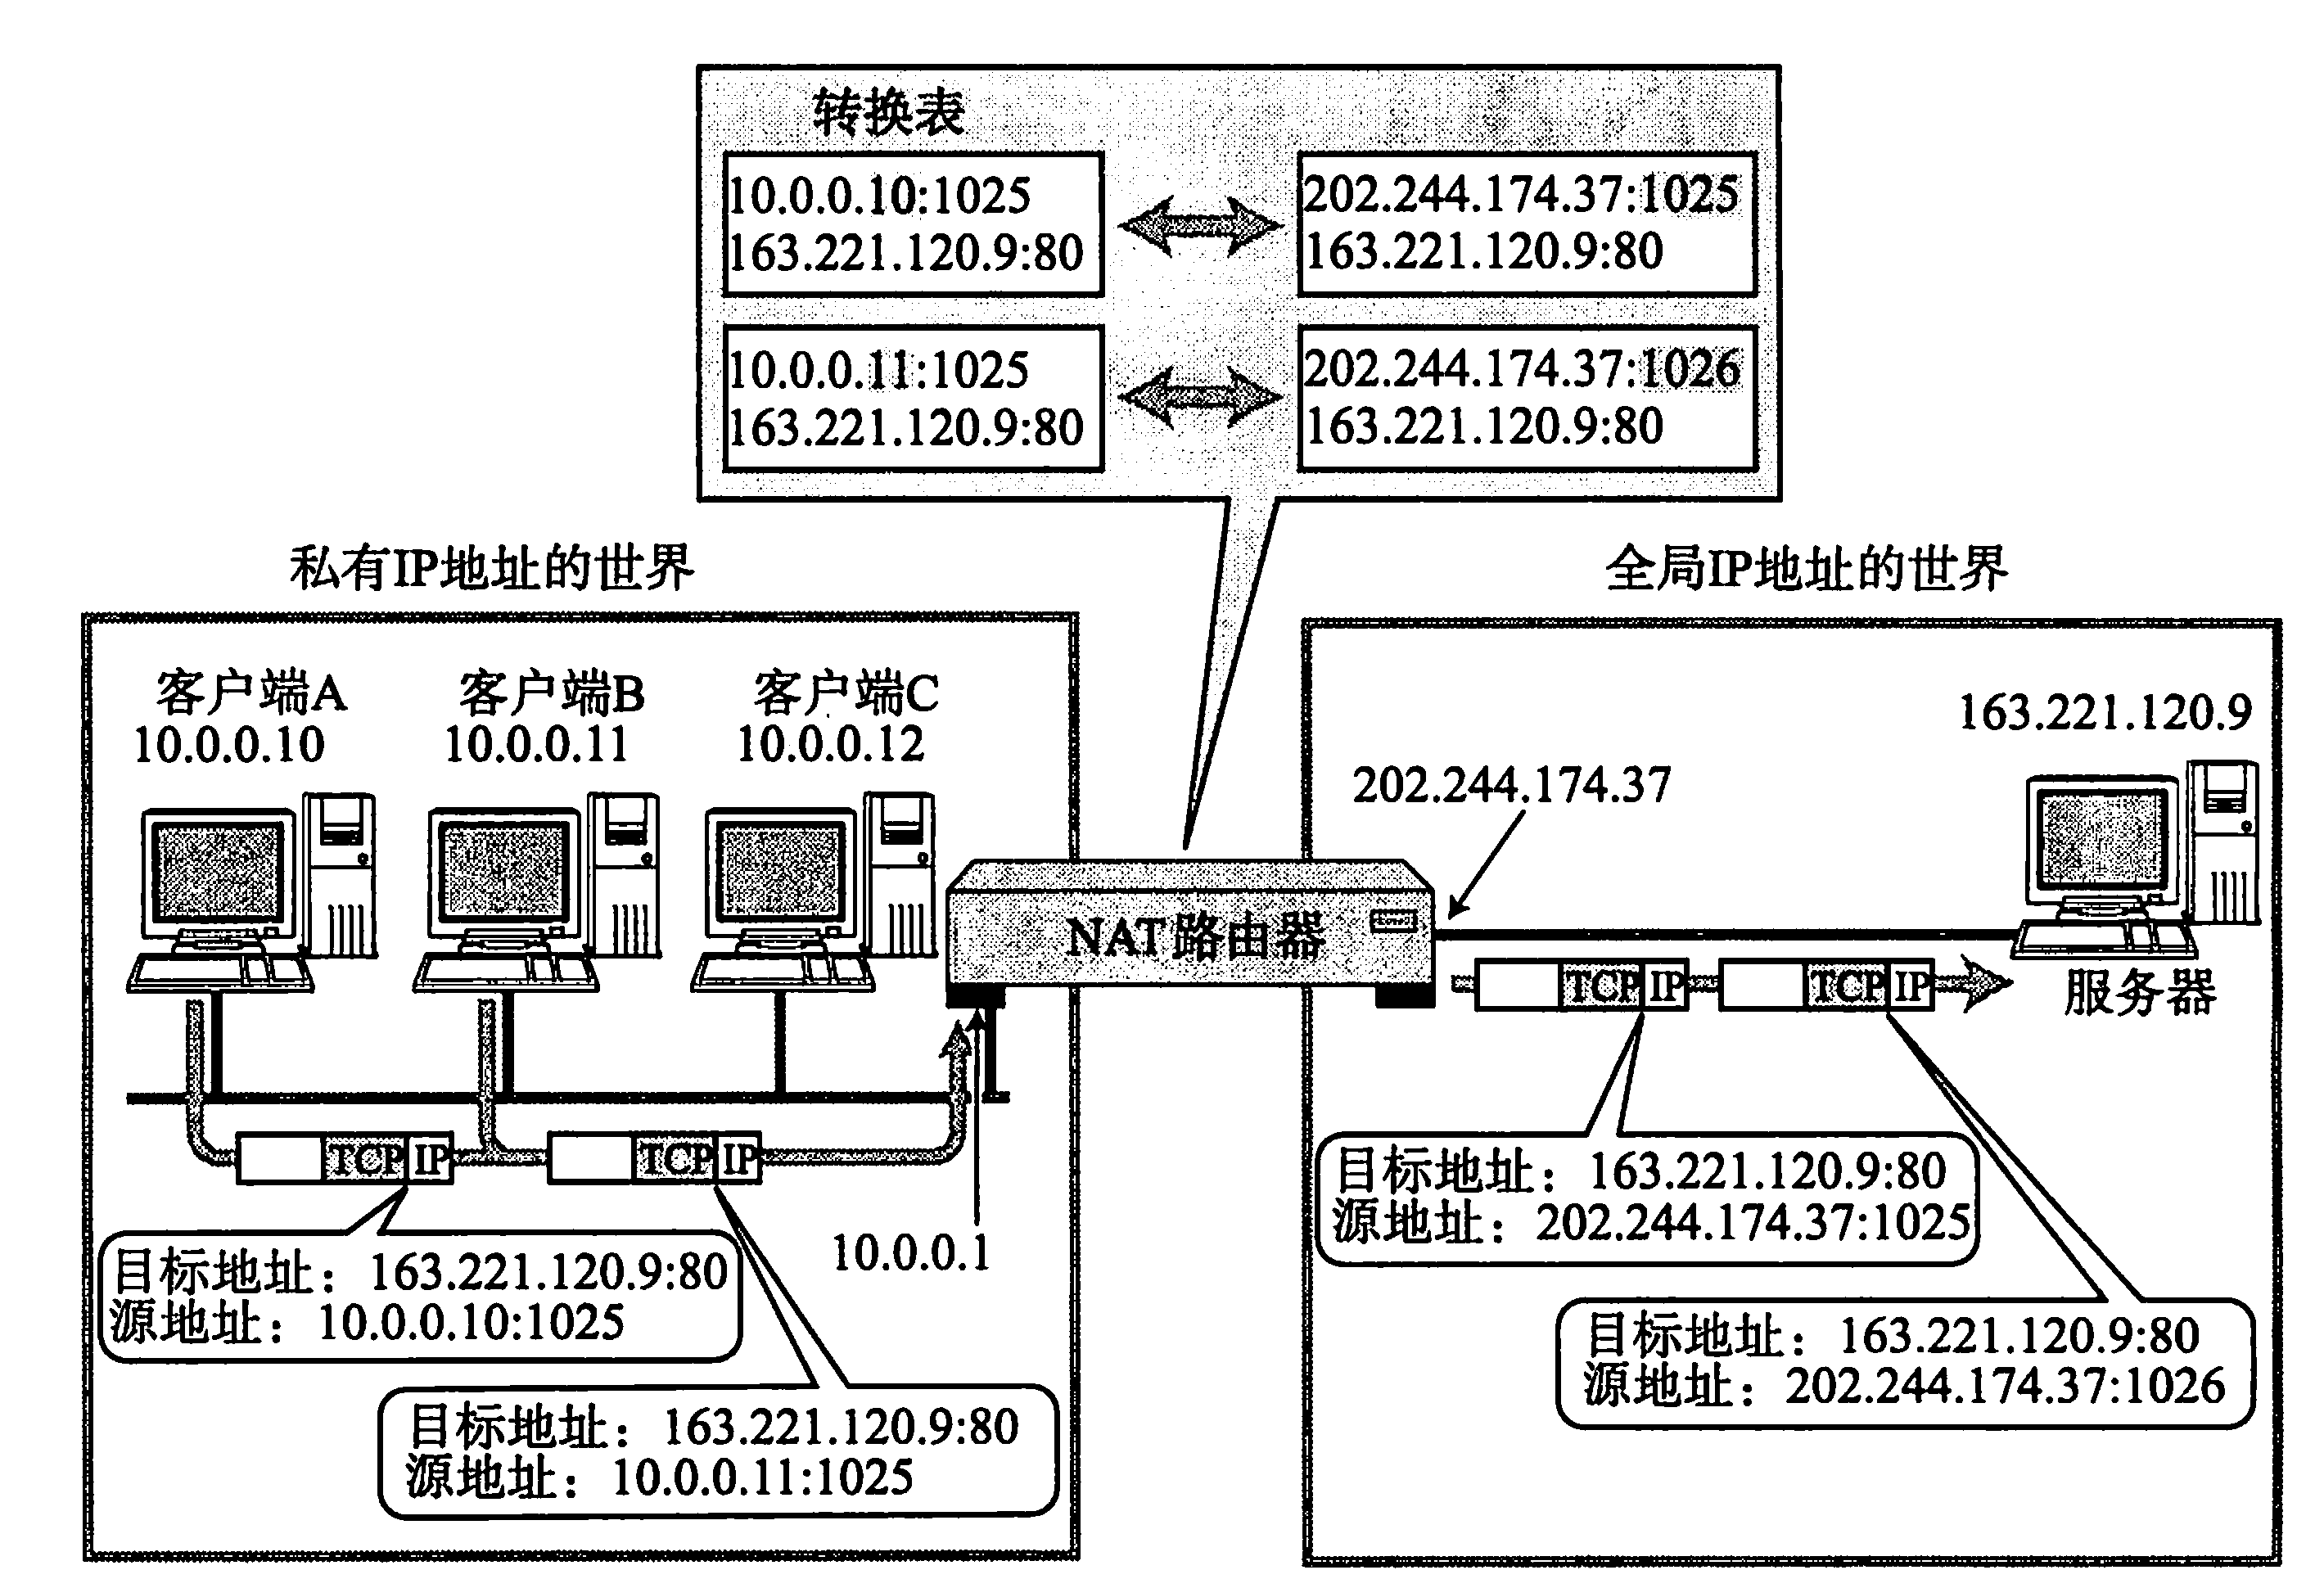 转换表
10.0.0.10:1025
163.221.120.9:80
202.244.174.37:1025
163.221.120.9:80
10.0.0.11:1025
163.221.120.9:80
202.244.174.37:1026
163.221.120.9:80
私有IP地址的世界
全局IP地址的世界
客户端A
10.0.0.10
客户端B
10.0.0.11
客户端C
10.0.0.12
163.221.120.9
202.244.174.37
NAT路由器
服务器
TCP IP
TCP IP
TCP IP
TCP IP
10.0.0.1
目标地址：163.221.120.9:80
源地址：10.0.0.10:1025
目标地址：163.221.120.9:80
源地址：10.0.0.11:1025
目标地址：163.221.120.9:80
源地址：202.244.174.37:1025
目标地址：163.221.120.9:80
源地址：202.244.174.37:1026